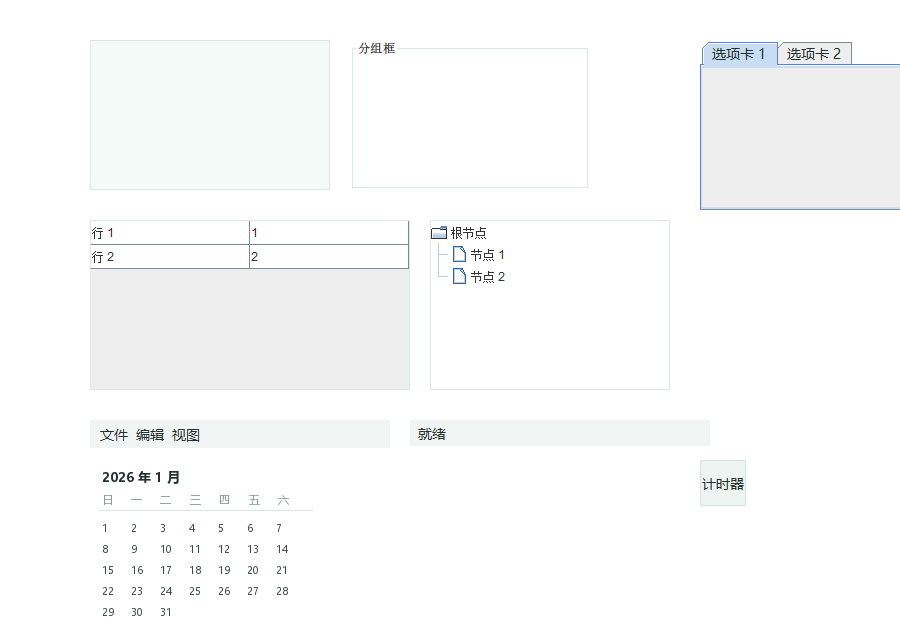 分组框
选项卡 1 选项卡 2
行 1 1
行 2 2
根节点
节点 1
节点 2
文件 编辑 视图
就绪
计时器
2026 年 1 月
日 一 二 三 四 五 六
1 2 3 4 5 6 7
8 9 10 11 12 13 14
15 16 17 18 19 20 21
22 23 24 25 26 27 28
29 30 31